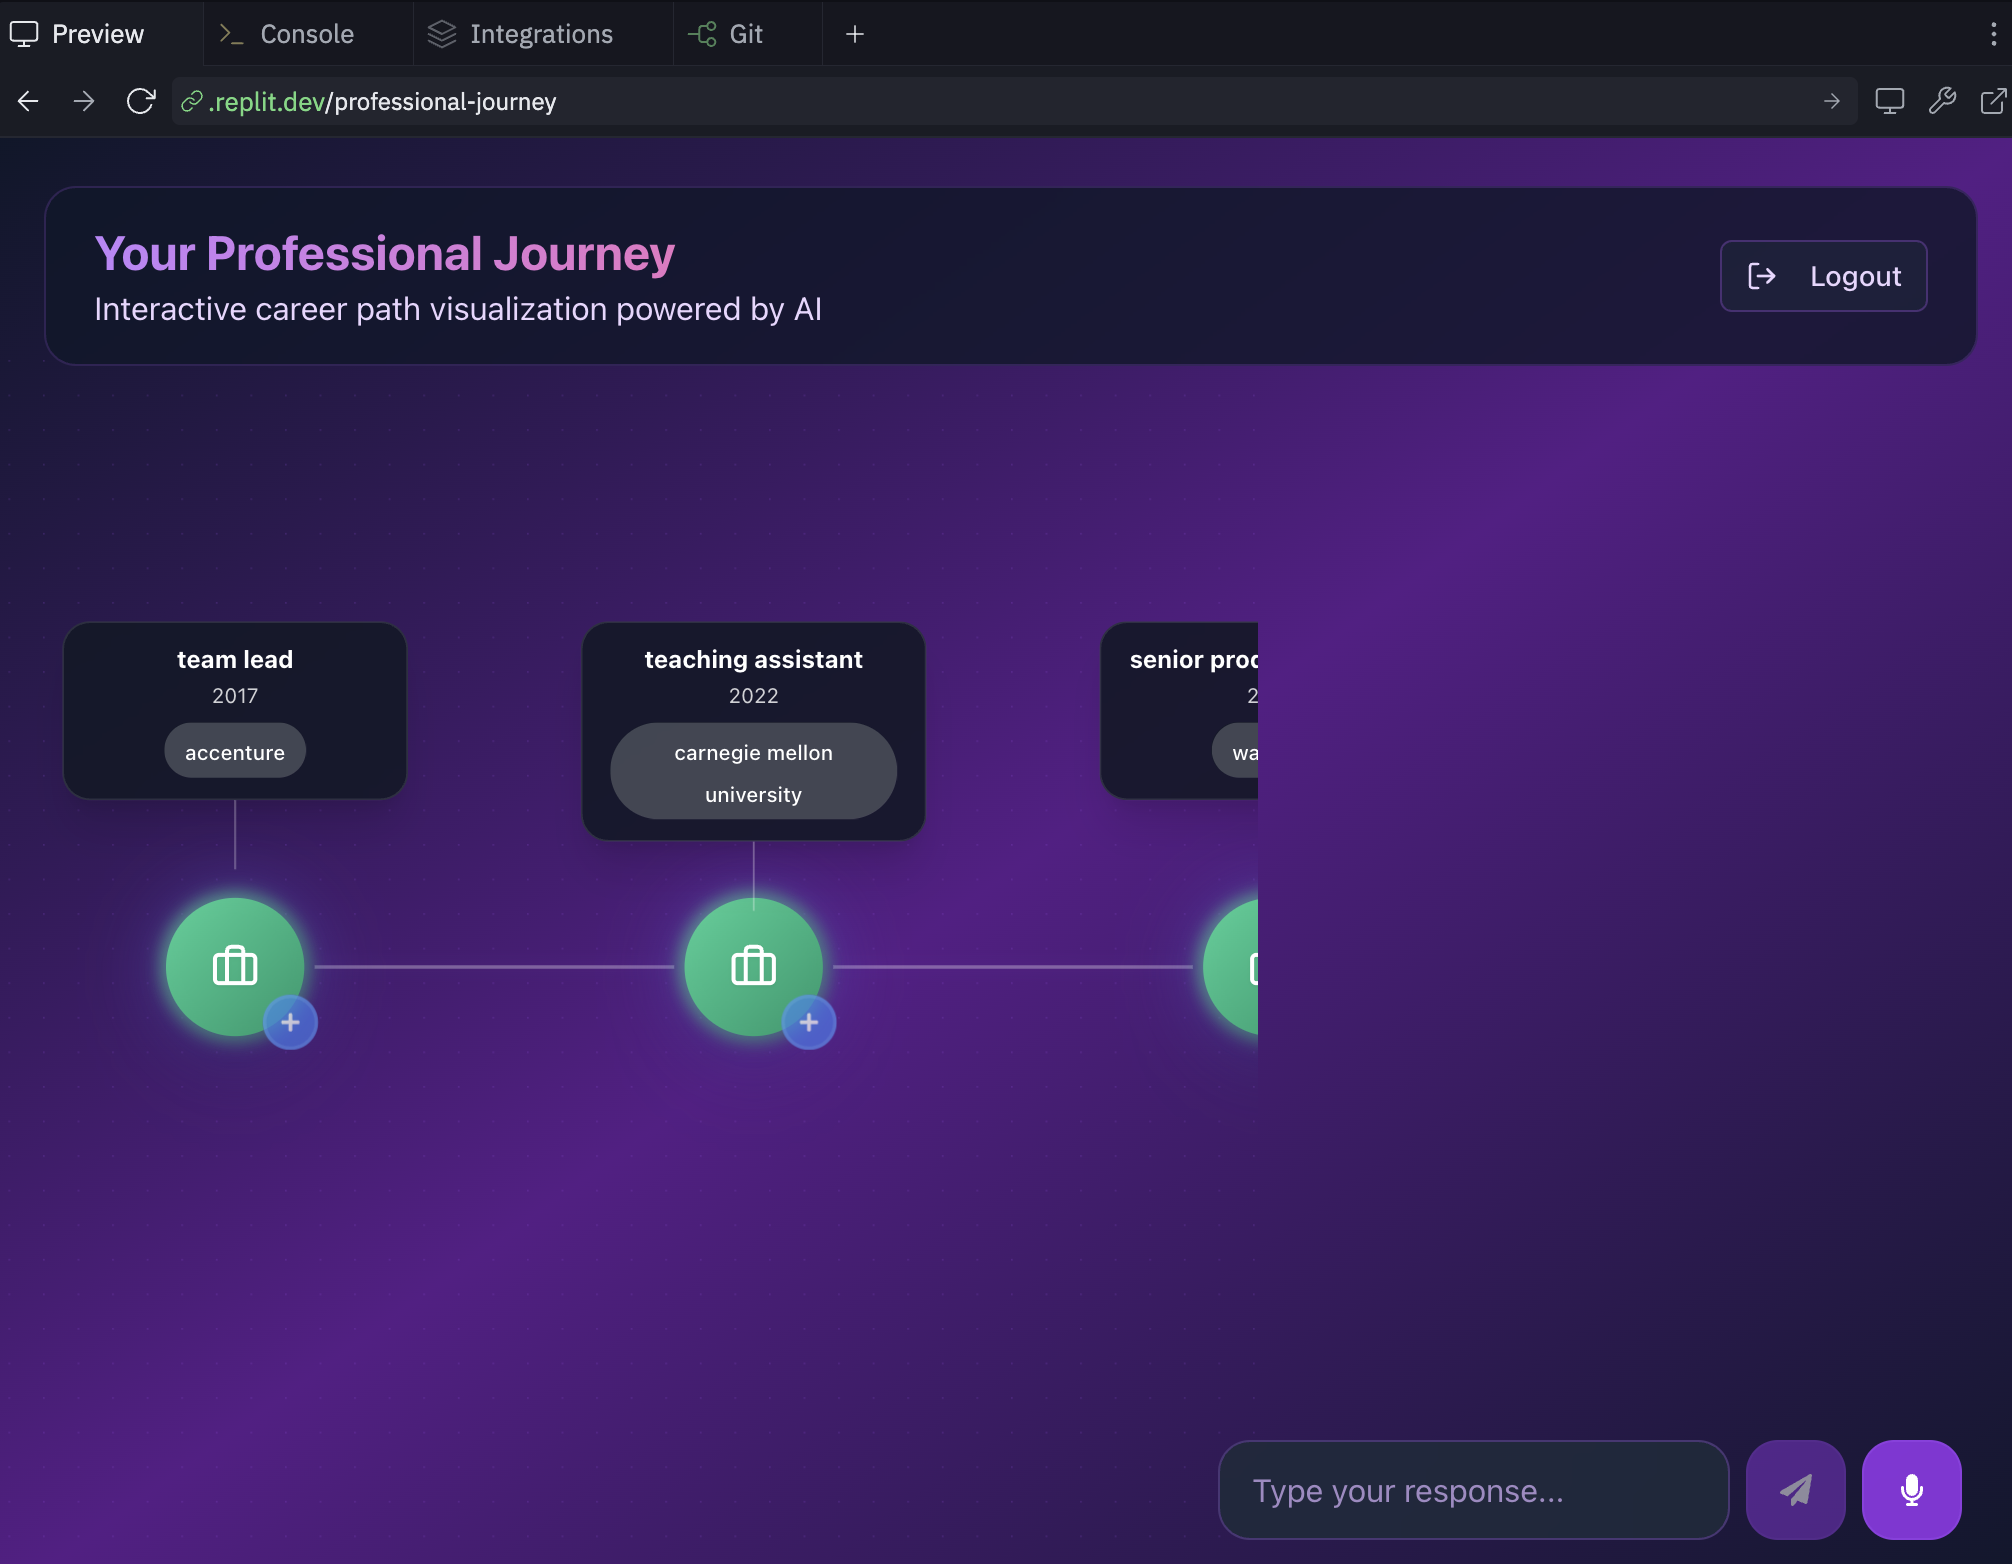 Preview
Console
Integrations
Git
.replit.dev/professional-journey
Your Professional Journey
Interactive career path visualization powered by AI
Logout
team lead
2017
accenture
teaching assistant
2022
carnegie mellon
university
senior
2
wa
Type your response...